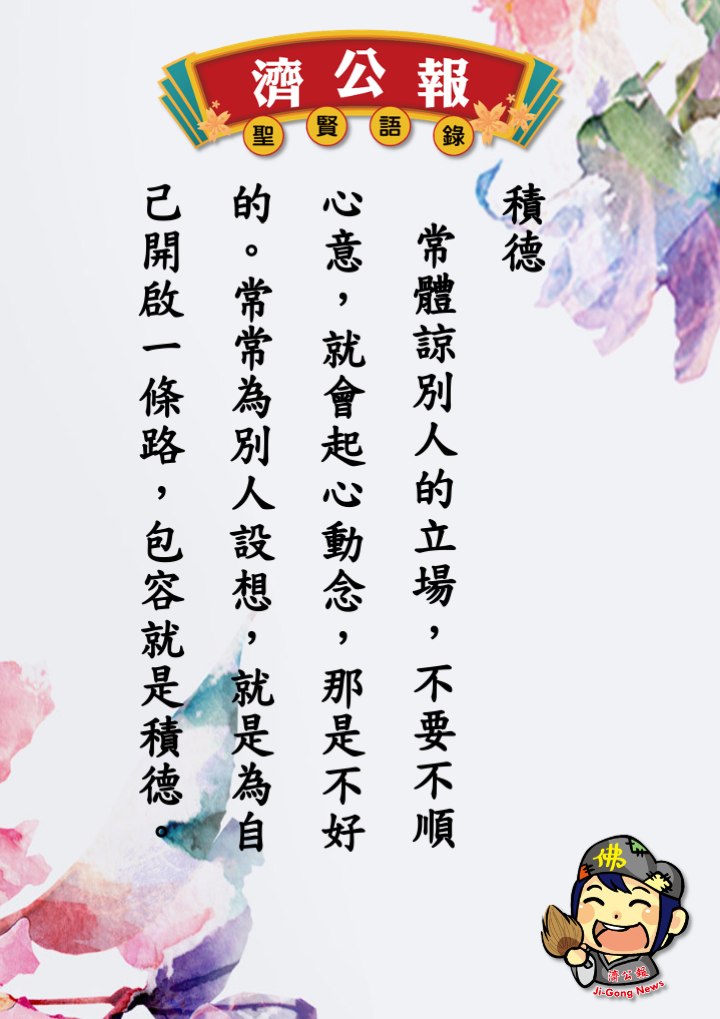 濟公報
聖賢語錄
積德
常體諒別人的立場，不要不順
心意，就會起心動念，那是不好
的。常常為別人設想，就是為自
己開啟一條路，包容就是積德。
佛
濟公報
Ji-Gong News